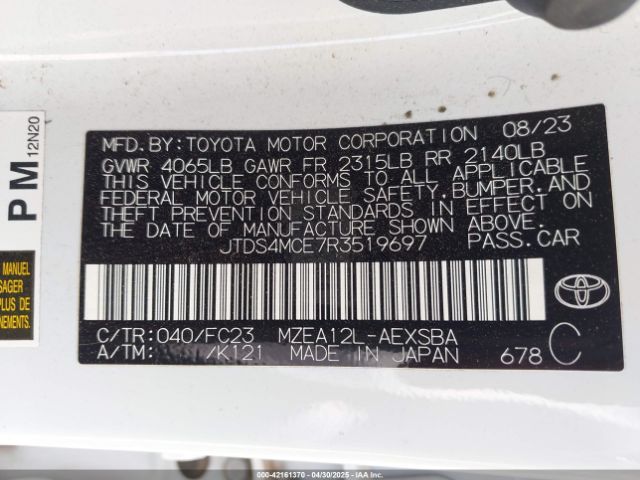 PM
12N20
MANUEL
SAGER
PLUS DE
NEMENTS.
MFD. BY: TOYOTA MOTOR CORPORATION 08/23
GVWR 4065LB GAWR FR 2315LB RR 2140LB
THIS VEHICLE CONFORMS TO ALL APPLICABLE
FEDERAL MOTOR VEHICLE SAFETY, BUMPER, AND
THEFT PREVENTION STANDARDS IN EFFECT ON
THE DATE OF MANUFACTURE SHOWN ABOVE.
JTDS4MCE7R3519697 PASS.CAR
C/TR: 040/FC23 MZEA12L-AEXSBA
A/TM: /K121 MADE IN JAPAN 678 C
000-42161370 - 04/30/2025 - IAAI.COM